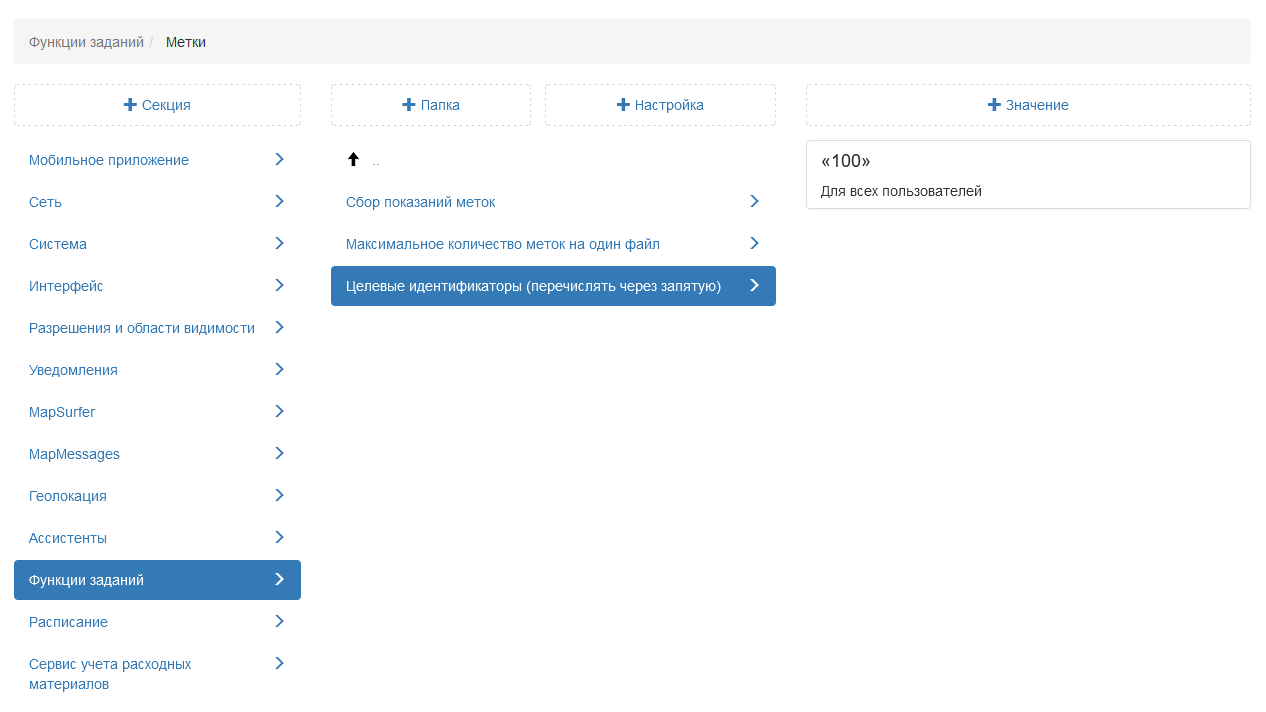 Функции заданий / Метки
Секция
Папка
Настройка
Значение
Мобильное приложение
Сеть
Система
Интерфейс
Разрешения и области видимости
Уведомления
MapSurfer
MapMessages
Геолокация
Ассистенты
Функции заданий
Расписание
Сервис учета расходных
материалов
..
Сбор показаний меток
Максимальное количество меток на один файл
Целевые идентификаторы (перечислять через запятую)
«100»
Для всех пользователей